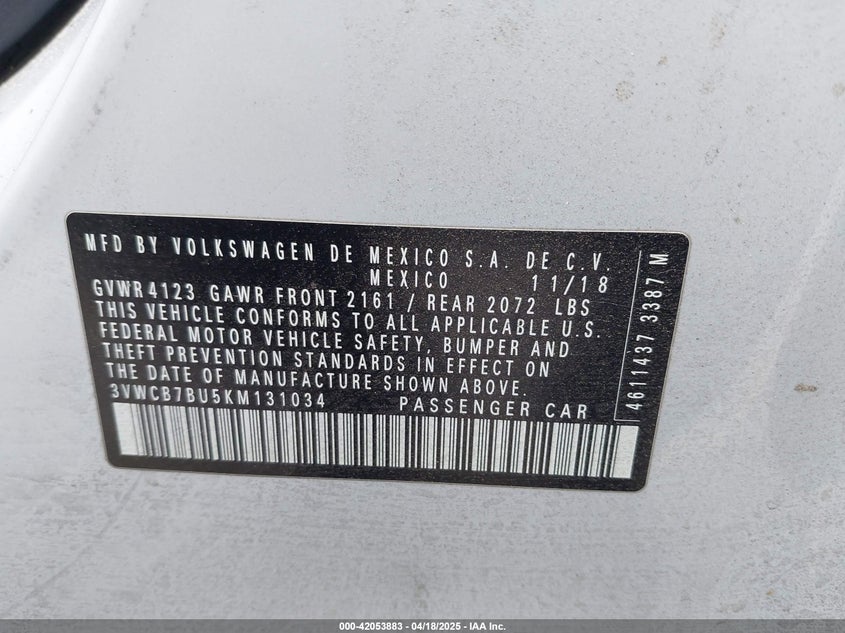 MFD BY VOLKSWAGEN DE MEXICO S.A. DE C.V.
MEXICO 11/18
GVWR 4123 GAWR FRONT 2161 / REAR 2072 LBS
THIS VEHICLE CONFORMS TO ALL APPLICABLE U.S.
FEDERAL MOTOR VEHICLE SAFETY, BUMPER AND
THEFT PREVENTION STANDARDS IN EFFECT ON
THE DATE OF MANUFACTURE SHOWN ABOVE.
3VWCB7BU5KM131034 PASSENGER CAR
4611437 3387 M
000-42053883 - 04/18/2025 - IAA Inc.